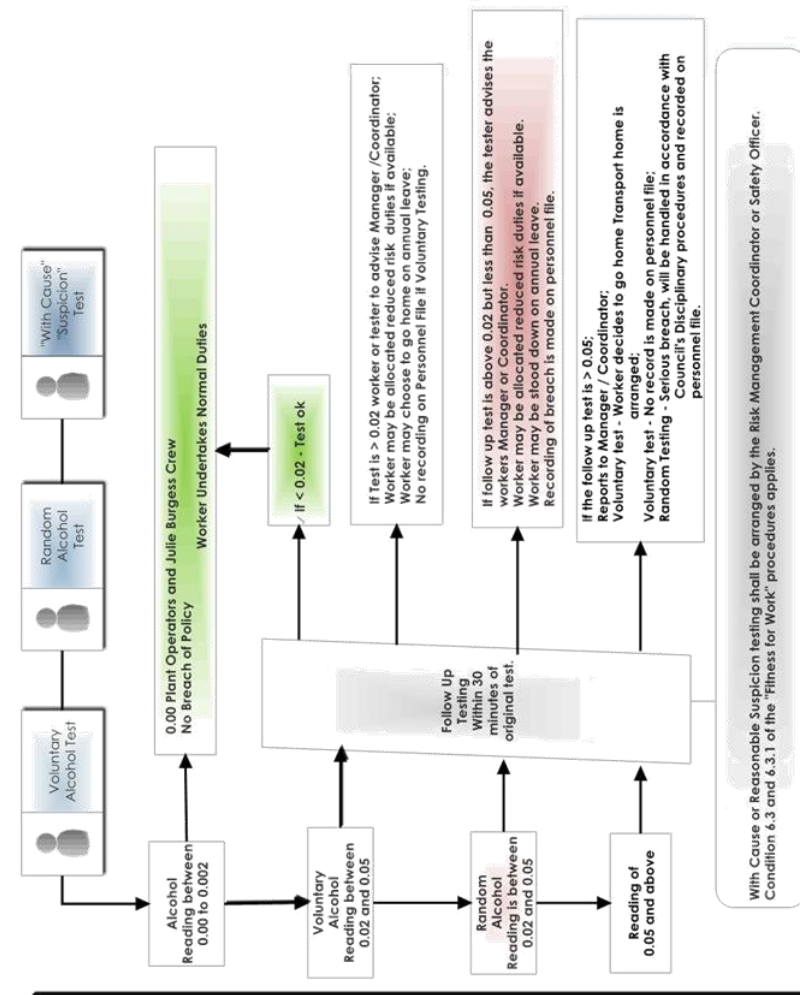 Voluntary
Alcohol Test
Random
Alcohol
Test
"With Cause"
"Suspicion"
Test
Alcohol
Reading between
0.00 to 0.002
0.00 Plant Operators and Julie Burgess Crew
No Breach of Policy
Worker Undertakes Normal Duties
Voluntary
Alcohol
Reading between
0.02 and 0.05
Random
Alcohol
Reading is between
0.02 and 0.05
Reading of
0.05 and above
Follow Up
Testing
Within 30
minutes of
original test.
If < 0.02 - Test ok
If Test is > 0.02 worker or tester to advise Manager /Coordinator;
Worker may be allocated reduced risk duties if available;
Worker may choose to go home on annual leave;
No recording on Personnel File if Voluntary Testing.
If follow up test is above 0.02 but less than 0.05, the tester advises the
workers Manager or Coordinator.
Worker may be allocated reduced risk duties if available.
Worker may be stood down on annual leave.
Recording of breach is made on personnel file.
If the follow up test is > 0.05;
Reports to Manager / Coordinator;
Voluntary test - Worker decides to go home Transport home is
arranged;
Voluntary test - No record is made on personnel file;
Random Testing - Serious breach, will be handled in accordance with
Council's Disciplinary procedures and recorded on
personnel file.
With Cause or Reasonable Suspicion testing shall be arranged by the Risk Management Coordinator or Safety Officer.
Condition 6.3 and 6.3.1 of the "Fitness for Work" procedures applies.